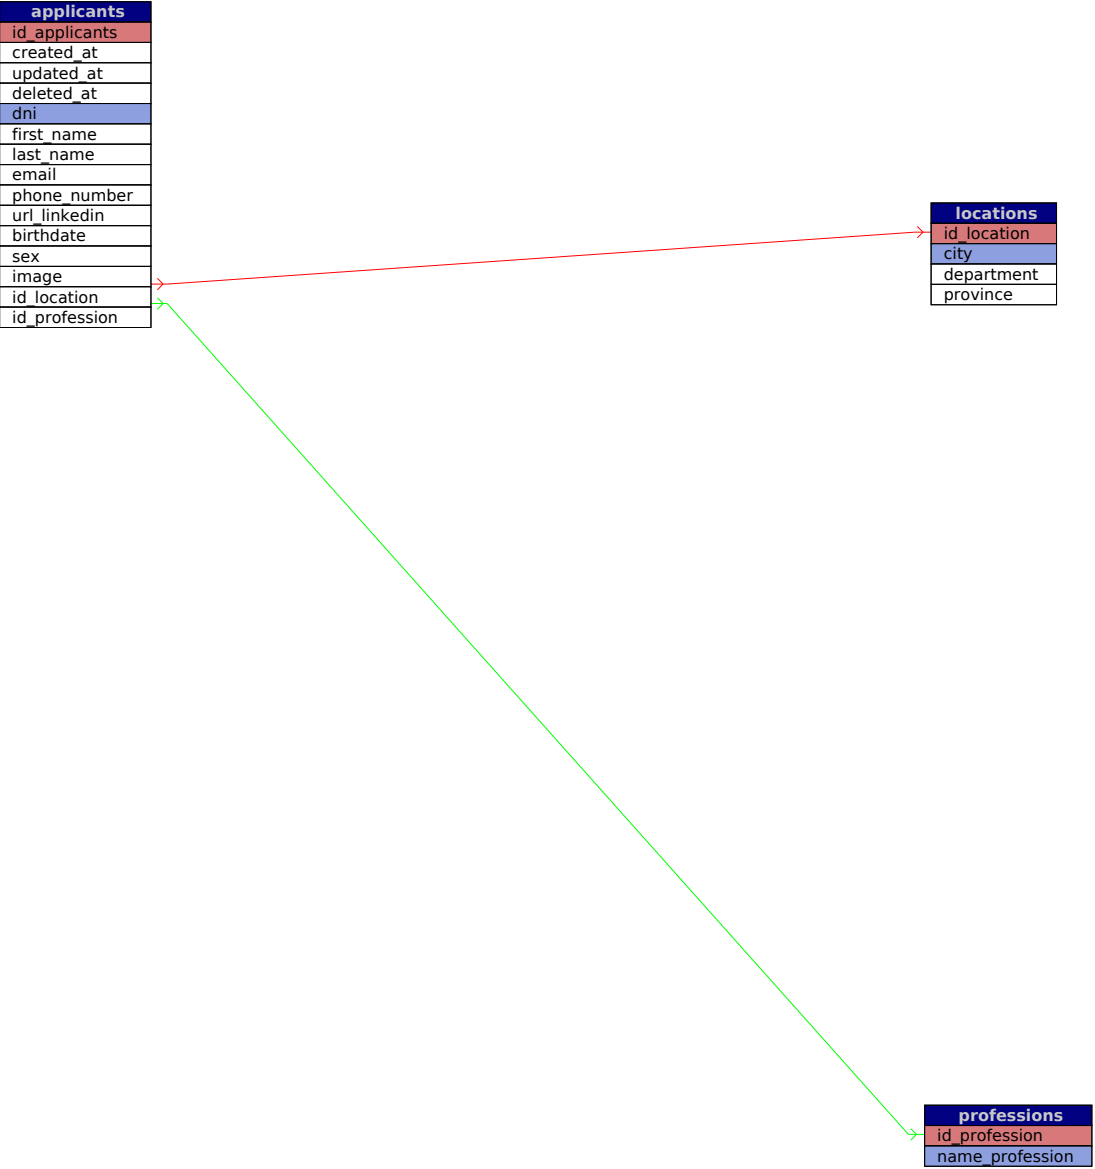 applicants
id_applicants
created_at
updated_at
deleted_at
dni
first_name
last_name
email
phone_number
url_linkedin
birthdate
sex
image
id_location
id_profession
locations
id_location
city
department
province
professions
id_profession
name_profession